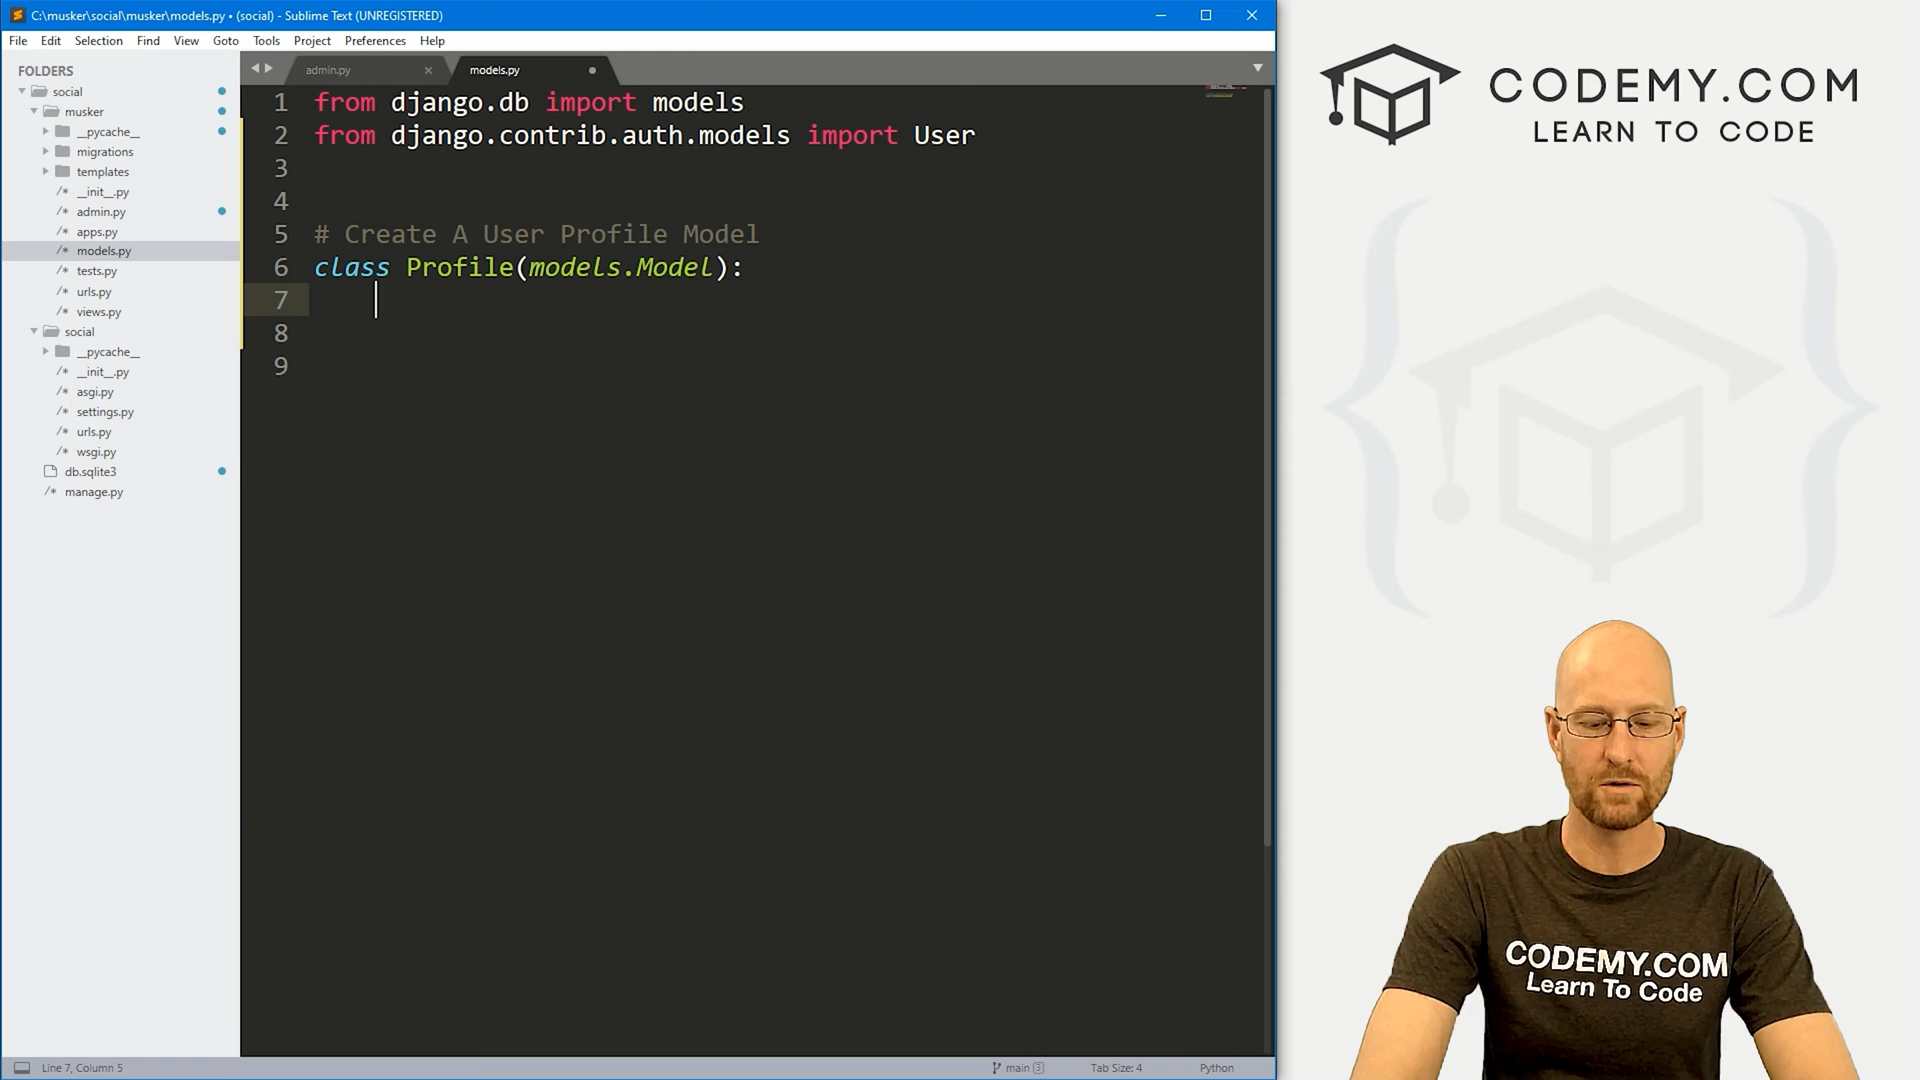 C:\musker\social\musker\models.py • (social) - Sublime Text (UNREGISTERED)
File Edit Selection Find View Goto Tools Project Preferences Help
FOLDERS
social
musker
__pycache__
migrations
templates
/* __init__.py
/* admin.py
/* apps.py
/* models.py
/* tests.py
/* urls.py
/* views.py
social
__pycache__
/* __init__.py
/* asgi.py
/* settings.py
/* urls.py
/* wsgi.py
db.sqlite3
/* manage.py
admin.py
models.py
1 from django.db import models
2 from django.contrib.auth.models import User
3
4
5 # Create A User Profile Model
6 class Profile(models.Model):
7
8
9
Line 7, Column 5
main 3
Tab Size: 4
Python
CODEMY.COM
LEARN TO CODE
CODEMY.COM
Learn To Code